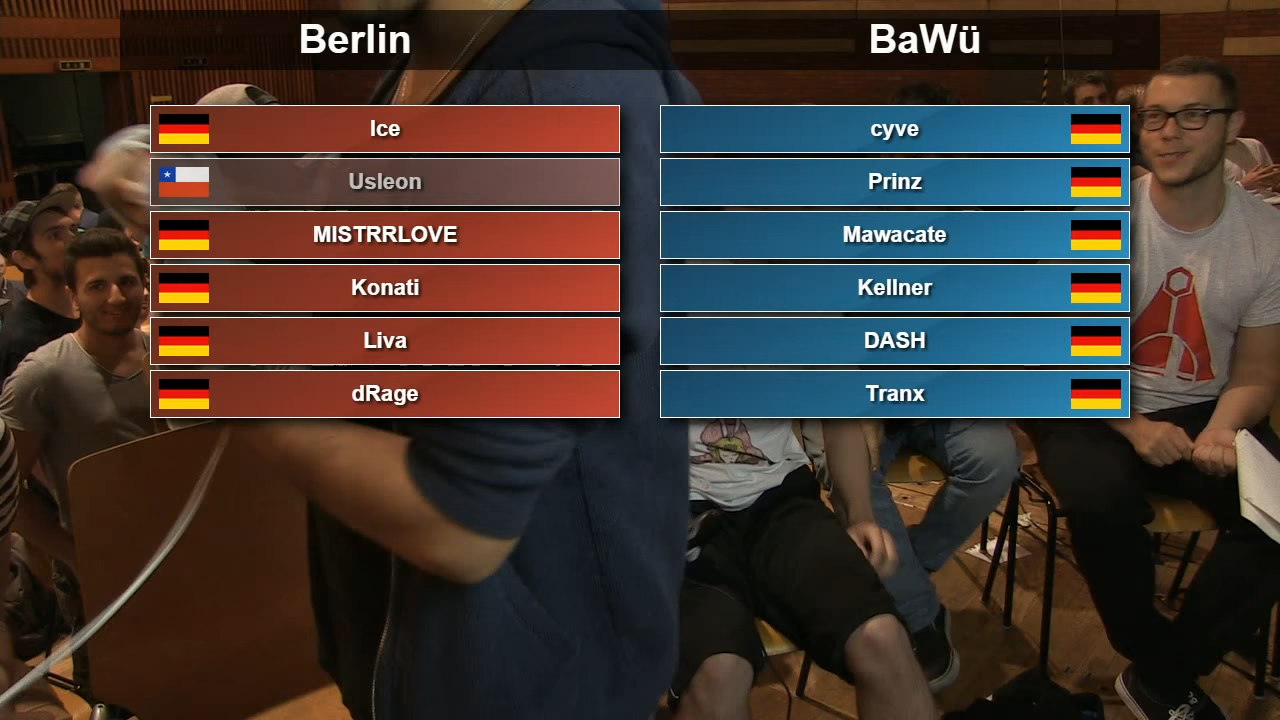 Berlin
BaWü
Ice
cyve
Usleon
Prinz
MISTRRLOVE
Mawacate
Konati
Kellner
Liva
DASH
dRage
Tranx